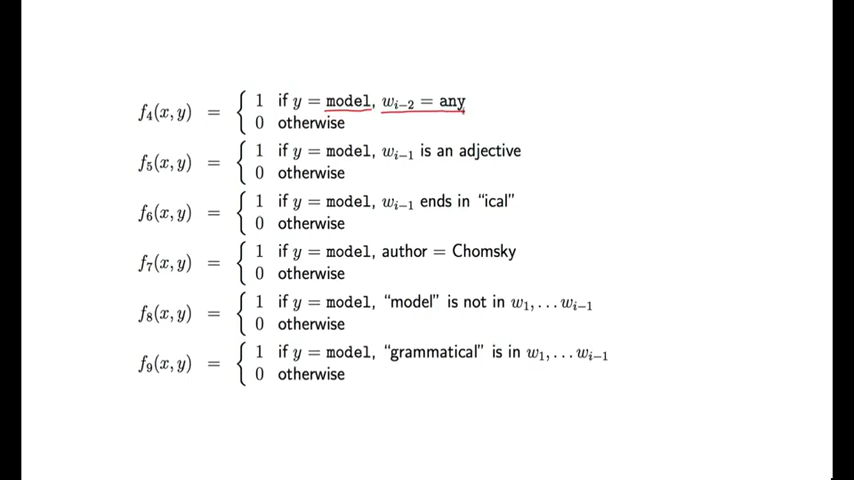 f₄(x, y) = { 1 if y = model, wᵢ₋₂ = any
0 otherwise
f₅(x, y) = { 1 if y = model, wᵢ₋₁ is an adjective
0 otherwise
f₆(x, y) = { 1 if y = model, wᵢ₋₁ ends in “ical”
0 otherwise
f₇(x, y) = { 1 if y = model, author = Chomsky
0 otherwise
f₈(x, y) = { 1 if y = model, “model” is not in w₁, . . . wᵢ₋₁
0 otherwise
f₉(x, y) = { 1 if y = model, “grammatical” is in w₁, . . . wᵢ₋₁
0 otherwise